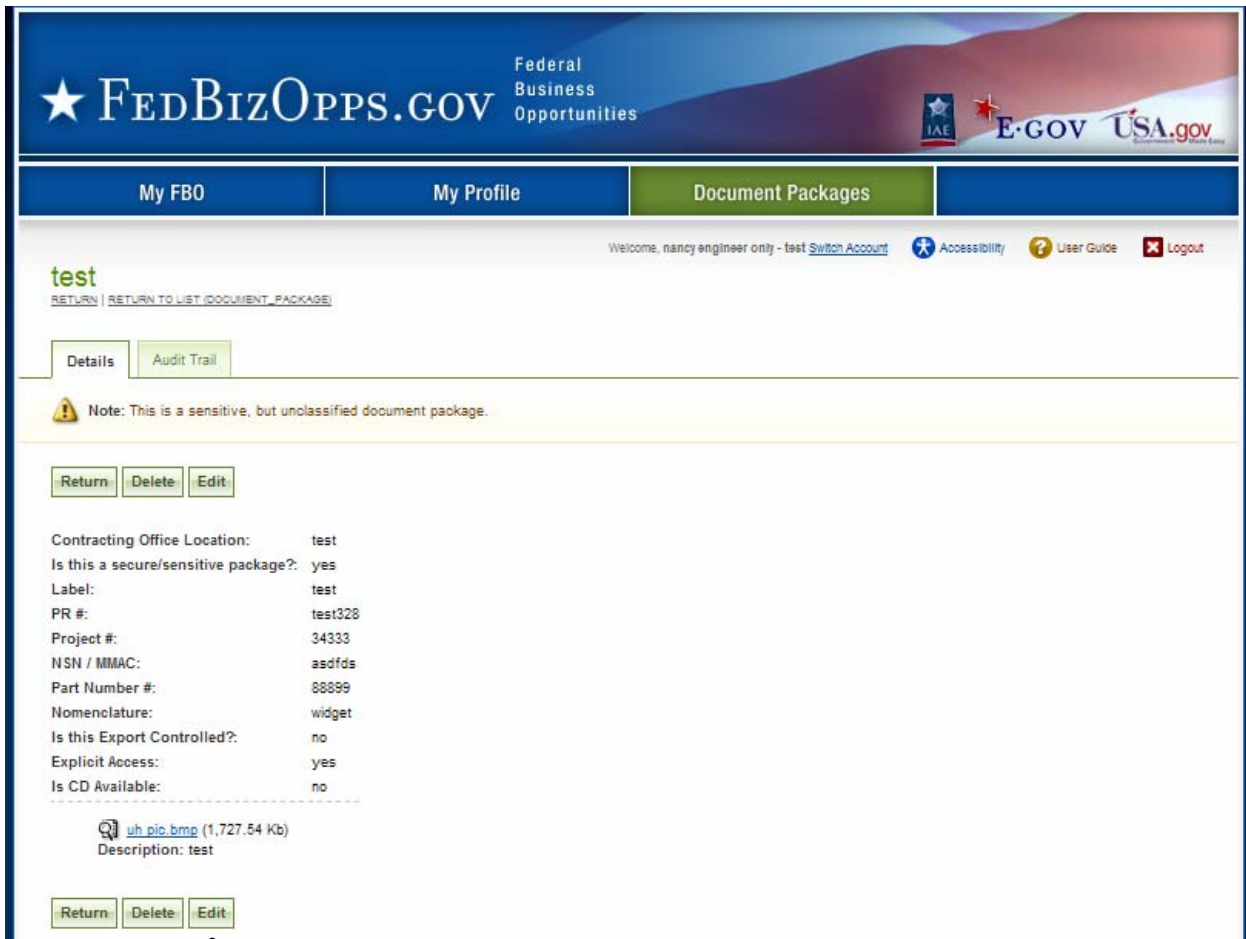 ★ FEDBIZOPPS.GOV
Federal
Business
Opportunities
IAE
E-GOV
USA.gov
My FBO
My Profile
Document Packages
Welcome, nancy engineer only - test Switch Account
Accessibility
User Guide
Logout
test
RETURN | RETURN TO LIST (DOCUMENT_PACKAGE)
Details
Audit Trail
Note: This is a sensitive, but unclassified document package.
Return Delete Edit
Contracting Office Location: test
Is this a secure/sensitive package?: yes
Label: test
PR #: test328
Project #: 34333
NSN / MMAC: asdfds
Part Number #: 88899
Nomenclature: widget
Is this Export Controlled?: no
Explicit Access: yes
Is CD Available: no
uh pic.bmp (1,727.54 Kb)
Description: test
Return Delete Edit